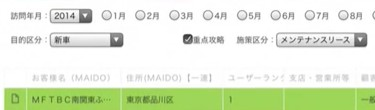 訪問年月： 2014 1月 2月 3月 4月 5月 6月 7月 8月
目的区分： 新車 重点攻略 施策区分： メンテナンスリース
お客様名（MAIDO） 住所(MAIDO)【一連】 ユーザーラン 支店・営業所等 顧客
ＭＦＴＢＣ南関東ふ… 東京都品川区 1 一般